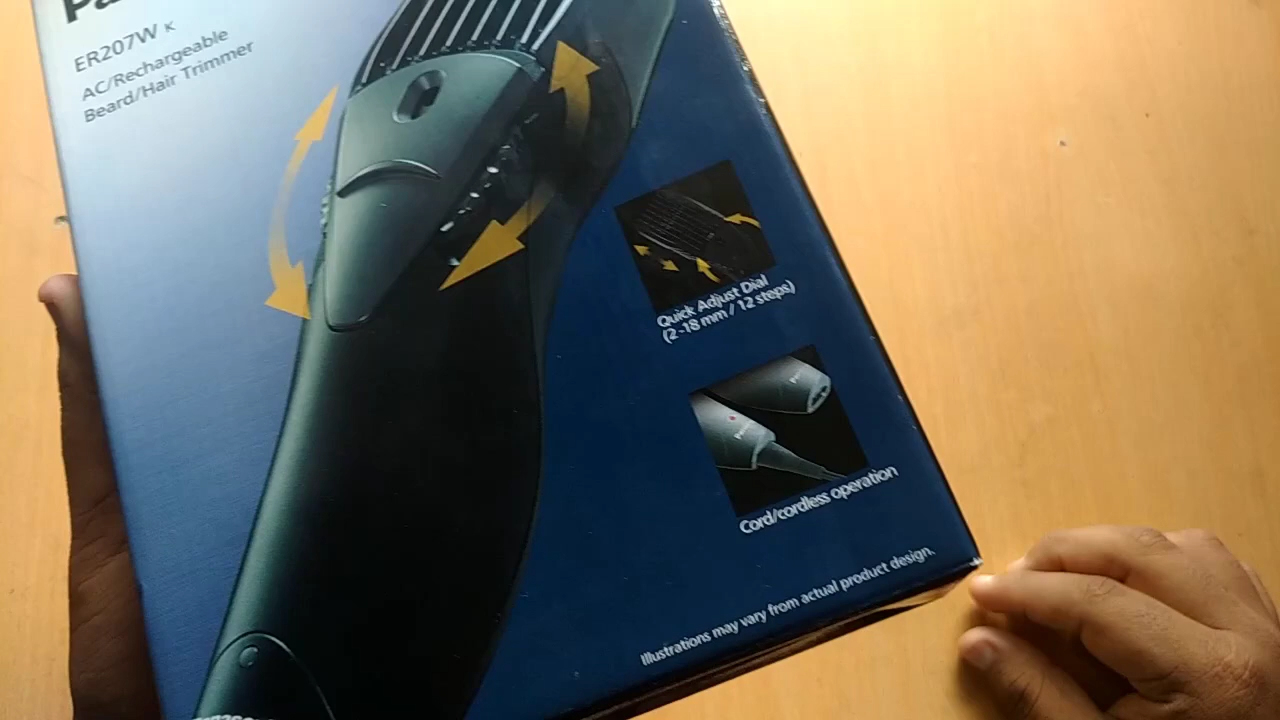 ER207W K
AC/Rechargeable
Beard/Hair Trimmer
Quick Adjust Dial
(2-18 mm / 12 steps)
Cord/cordless operation
Illustrations may vary from actual product design.